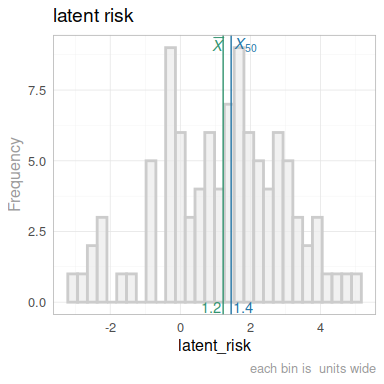 latent risk
X̅ X₅₀
Frequency
7.5
5.0
2.5
0.0
1.2 1.4
-2 0 2 4
latent_risk
each bin is  units wide